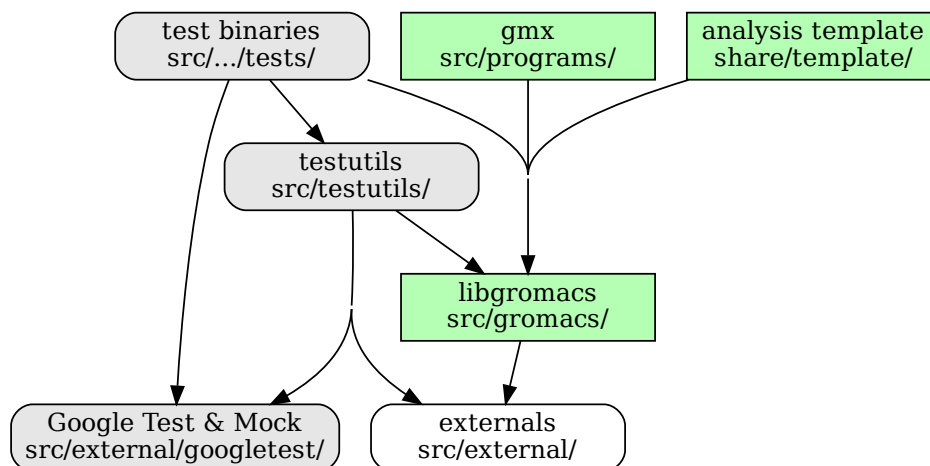 test binaries
src/.../tests/
gmx
src/programs/
analysis template
share/template/
testutils
src/testutils/
libgromacs
src/gromacs/
Google Test & Mock
src/external/googletest/
externals
src/external/